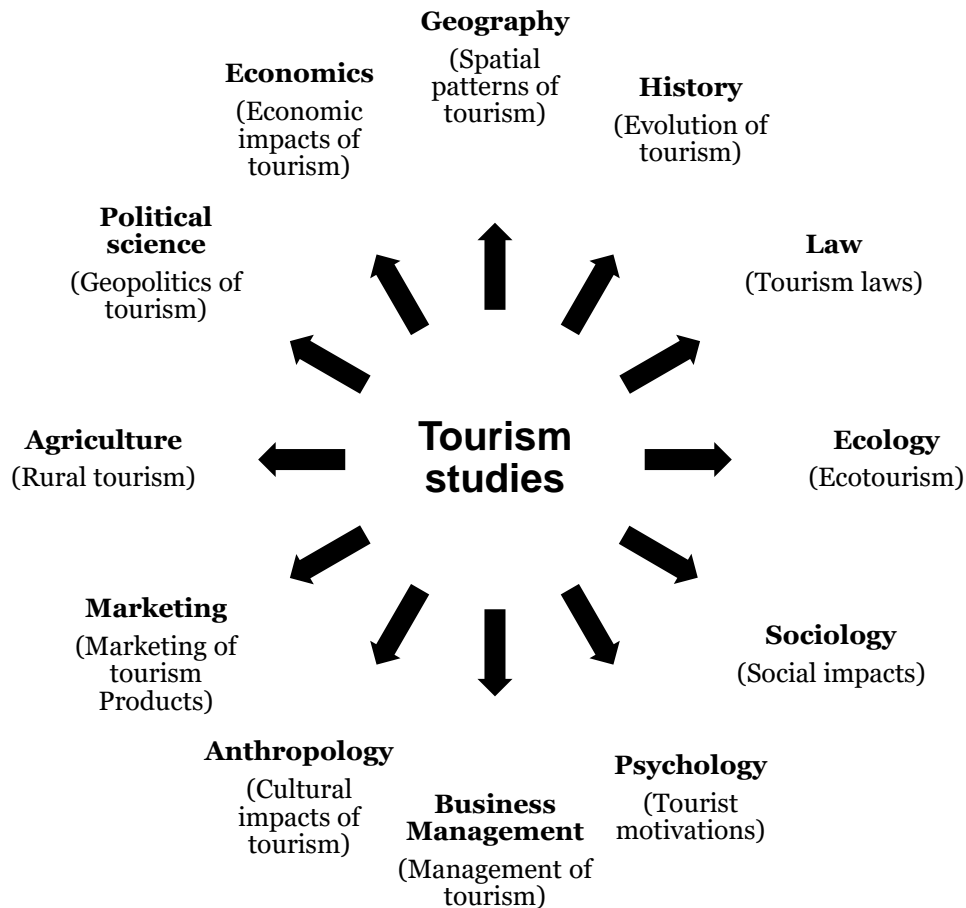 Geography
(Spatial
patterns of
tourism)
History
(Evolution of
tourism)
Law
(Tourism laws)
Ecology
(Ecotourism)
Sociology
(Social impacts)
Psychology
(Tourist
motivations)
Business
Management
(Management of
tourism)
Anthropology
(Cultural
impacts of
tourism)
Marketing
(Marketing of
tourism
Products)
Agriculture
(Rural tourism)
Political
science
(Geopolitics of
tourism)
Economics
(Economic
impacts of
tourism)
Tourism
studies